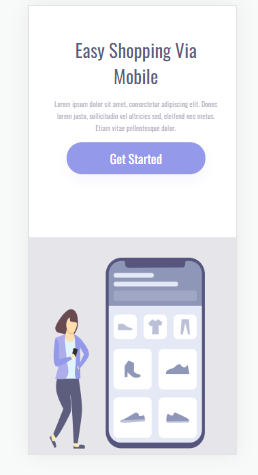 Easy Shopping Via
Mobile
Lorem ipsum dolor sit amet, consectetur adipiscing elit. Donec
lorem justo, sollicitudin vel ultricies sed, eleifend nec metus.
Etiam vitae pellentesque dolor.
Get Started